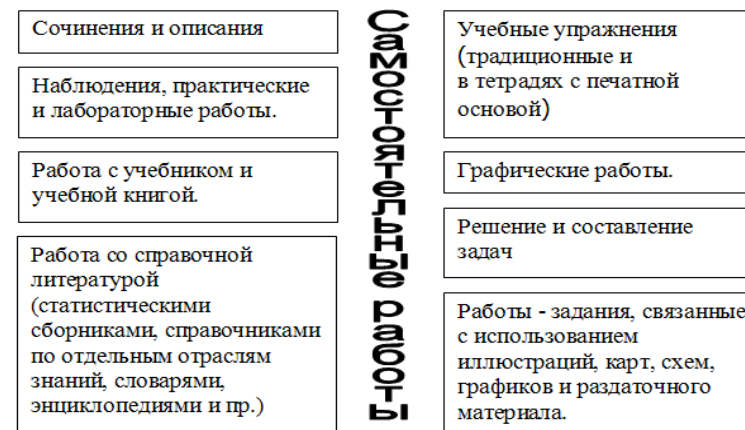 Сочинения и описания
Наблюдения, практические
и лабораторные работы.
Работа с учебником и
учебной книгой.
Работа со справочной
литературой
(статистическими
сборниками, справочниками
по отдельным отраслям
знаний, словарями,
энциклопедиями и пр.)
Самостоятельные работы
Учебные упражнения
(традиционные и
в тетрадях с печатной
основой)
Графические работы.
Решение и составление
задач
Работы - задания, связанные
с использованием
иллюстраций, карт, схем,
графиков и раздаточного
материала.